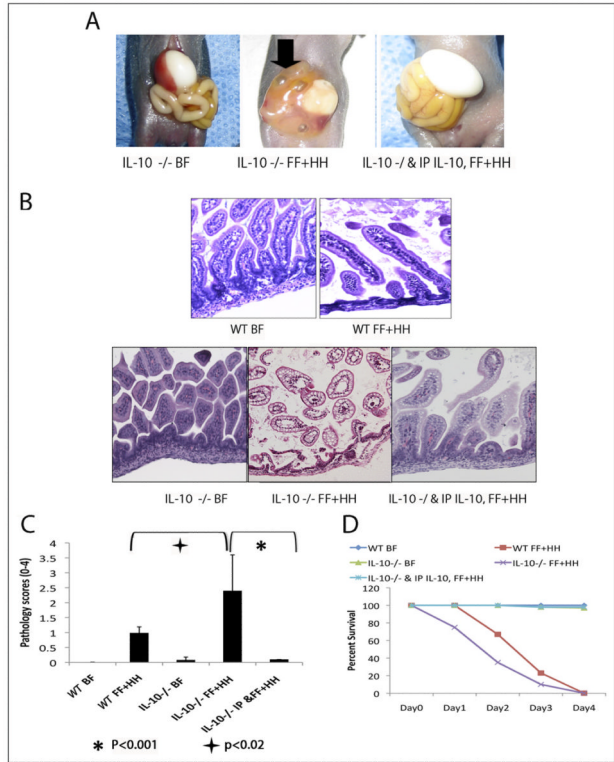 A
IL-10 -/- BF
IL-10 -/- FF+HH
IL-10 -/ & IP IL-10, FF+HH
B
WT BF
WT FF+HH
IL-10 -/- BF
IL-10 -/- FF+HH
IL-10 -/ & IP IL-10, FF+HH
C
Pathology scores (0-4)
4
3.5
3
2.5
2
1.5
1
0.5
0
*
WT BF
WT FF+HH
IL-10-/- BF
IL-10-/- FF+HH
IL-10-/- IP &FF+HH
* P<0.001
p<0.02
D
WT BF
WT FF+HH
IL-10-/- BF
IL-10-/- FF+HH
IL-10-/- & IP IL-10, FF+HH
Percent Survival
100
80
60
40
20
0
Day0 Day1 Day2 Day3 Day4